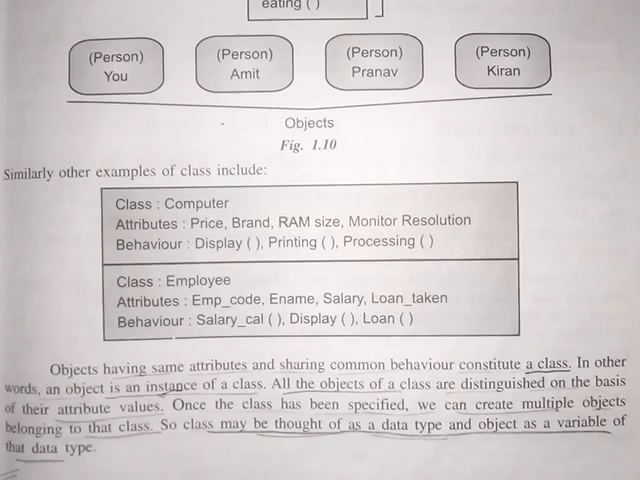 eating ( )
(Person) (Person) (Person) (Person)
You Amit Pranav Kiran
Objects
Fig. 1.10
Similarly other examples of class include:
Class : Computer
Attributes : Price, Brand, RAM size, Monitor Resolution
Behaviour : Display ( ), Printing ( ), Processing ( )
Class : Employee
Attributes : Emp_code, Ename, Salary, Loan_taken
Behaviour : Salary_cal ( ), Display ( ), Loan ( )
Objects having same attributes and sharing common behaviour constitute a class. In other
words, an object is an instance of a class. All the objects of a class are distinguished on the basis
of their attribute values. Once the class has been specified, we can create multiple objects
belonging to that class. So class may be thought of as a data type and object as a variable of
that data type.